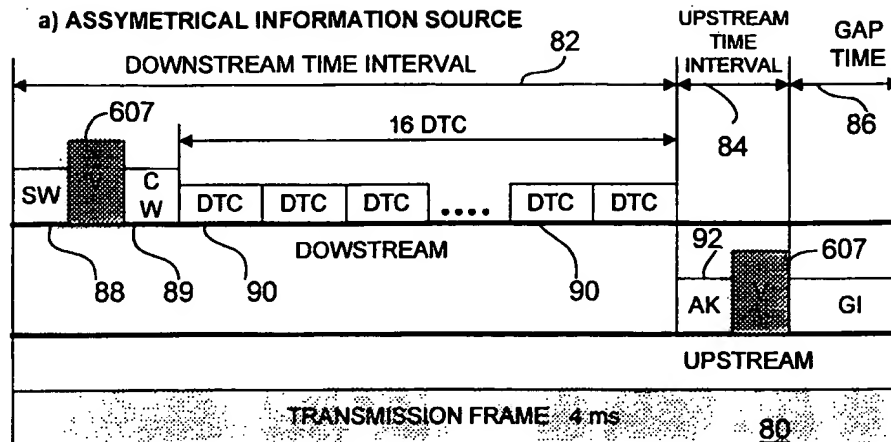 a) ASSYMETRICAL INFORMATION SOURCE
UPSTREAM TIME INTERVAL
GAP TIME
DOWNSTREAM TIME INTERVAL
82
607
16 DTC
84
86
SW
C W
DTC DTC DTC .... DTC DTC
DOWSTREAM
92
607
88
89
90
90
AK
GI
UPSTREAM
TRANSMISSION FRAME 4 ms
80